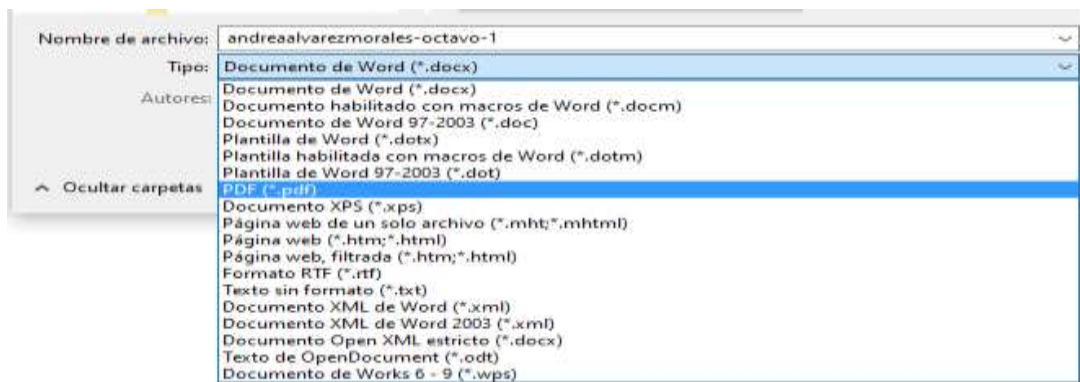 Nombre de archivo: andreaalvarezmorales-octavo-1
Tipo: Documento de Word (*.docx)
Autores:
Documento de Word (*.docx)
Documento habilitado con macros de Word (*.docm)
Documento de Word 97-2003 (*.doc)
Plantilla de Word (*.dotx)
Plantilla habilitada con macros de Word (*.dotm)
Plantilla de Word 97-2003 (*.dot)
Ocultar carpetas
PDF (*.pdf)
Documento XPS (*.xps)
Página web de un solo archivo (*.mht;*.mhtml)
Página web (*.htm;*.html)
Página web, filtrada (*.htm;*.html)
Formato RTF (*.rtf)
Texto sin formato (*.txt)
Documento XML de Word (*.xml)
Documento XML de Word 2003 (*.xml)
Documento Open XML estricto (*.docx)
Texto de OpenDocument (*.odt)
Documento de Works 6 - 9 (*.wps)